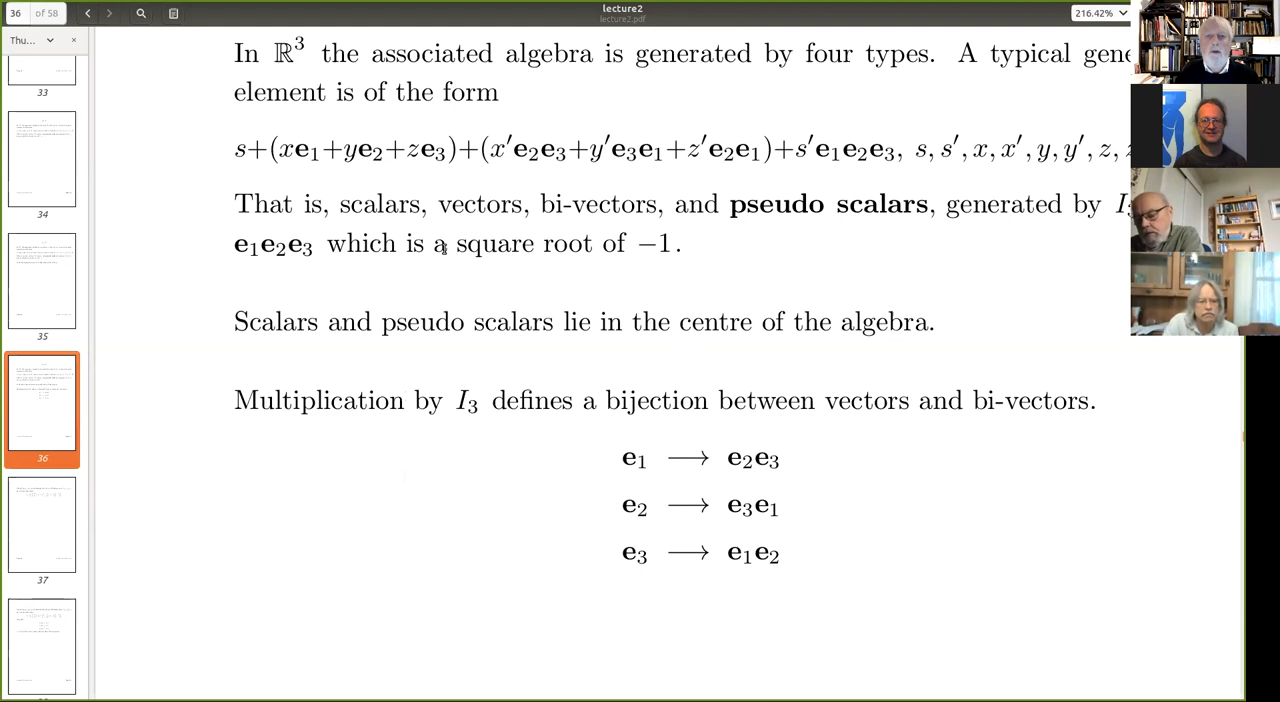 36 of 58
lecture2
lecture2.pdf
216.42%
Thu...
33
34
35
36
37
In ℝ³ the associated algebra is generated by four types. A typical gene
element is of the form
s+(xe₁+ye₂+ze₃)+(x′e₂e₃+y′e₃e₁+z′e₂e₁)+s′e₁e₂e₃, s, s′, x, x′, y, y′, z,
That is, scalars, vectors, bi-vectors, and pseudo scalars, generated by I
e₁e₂e₃ which is a square root of −1.
Scalars and pseudo scalars lie in the centre of the algebra.
Multiplication by I₃ defines a bijection between vectors and bi-vectors.
e₁ ⟶ e₂e₃
e₂ ⟶ e₃e₁
e₃ ⟶ e₁e₂